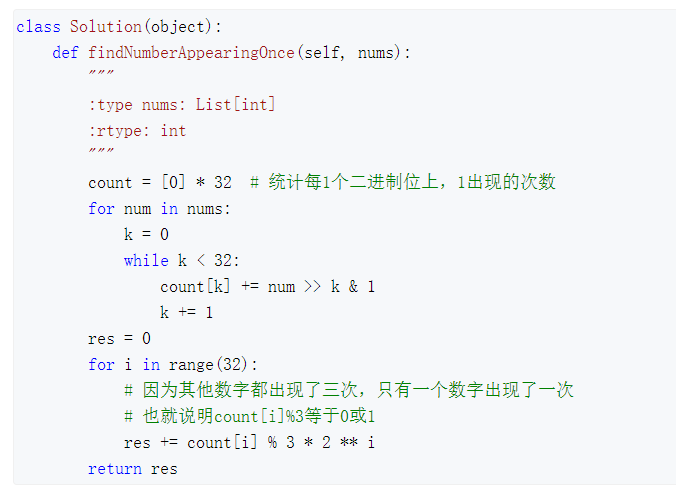 class Solution(object):
    def findNumberAppearingOnce(self, nums):
        """
        :type nums: List[int]
        :rtype: int
        """
        count = [0] * 32  # 统计每1个二进制位上，1出现的次数
        for num in nums:
            k = 0
            while k < 32:
                count[k] += num >> k & 1
                k += 1
        res = 0
        for i in range(32):
            # 因为其他数字都出现了三次，只有一个数字出现了一次
            # 也就说明count[i]%3等于0或1
            res += count[i] % 3 * 2 ** i
        return res